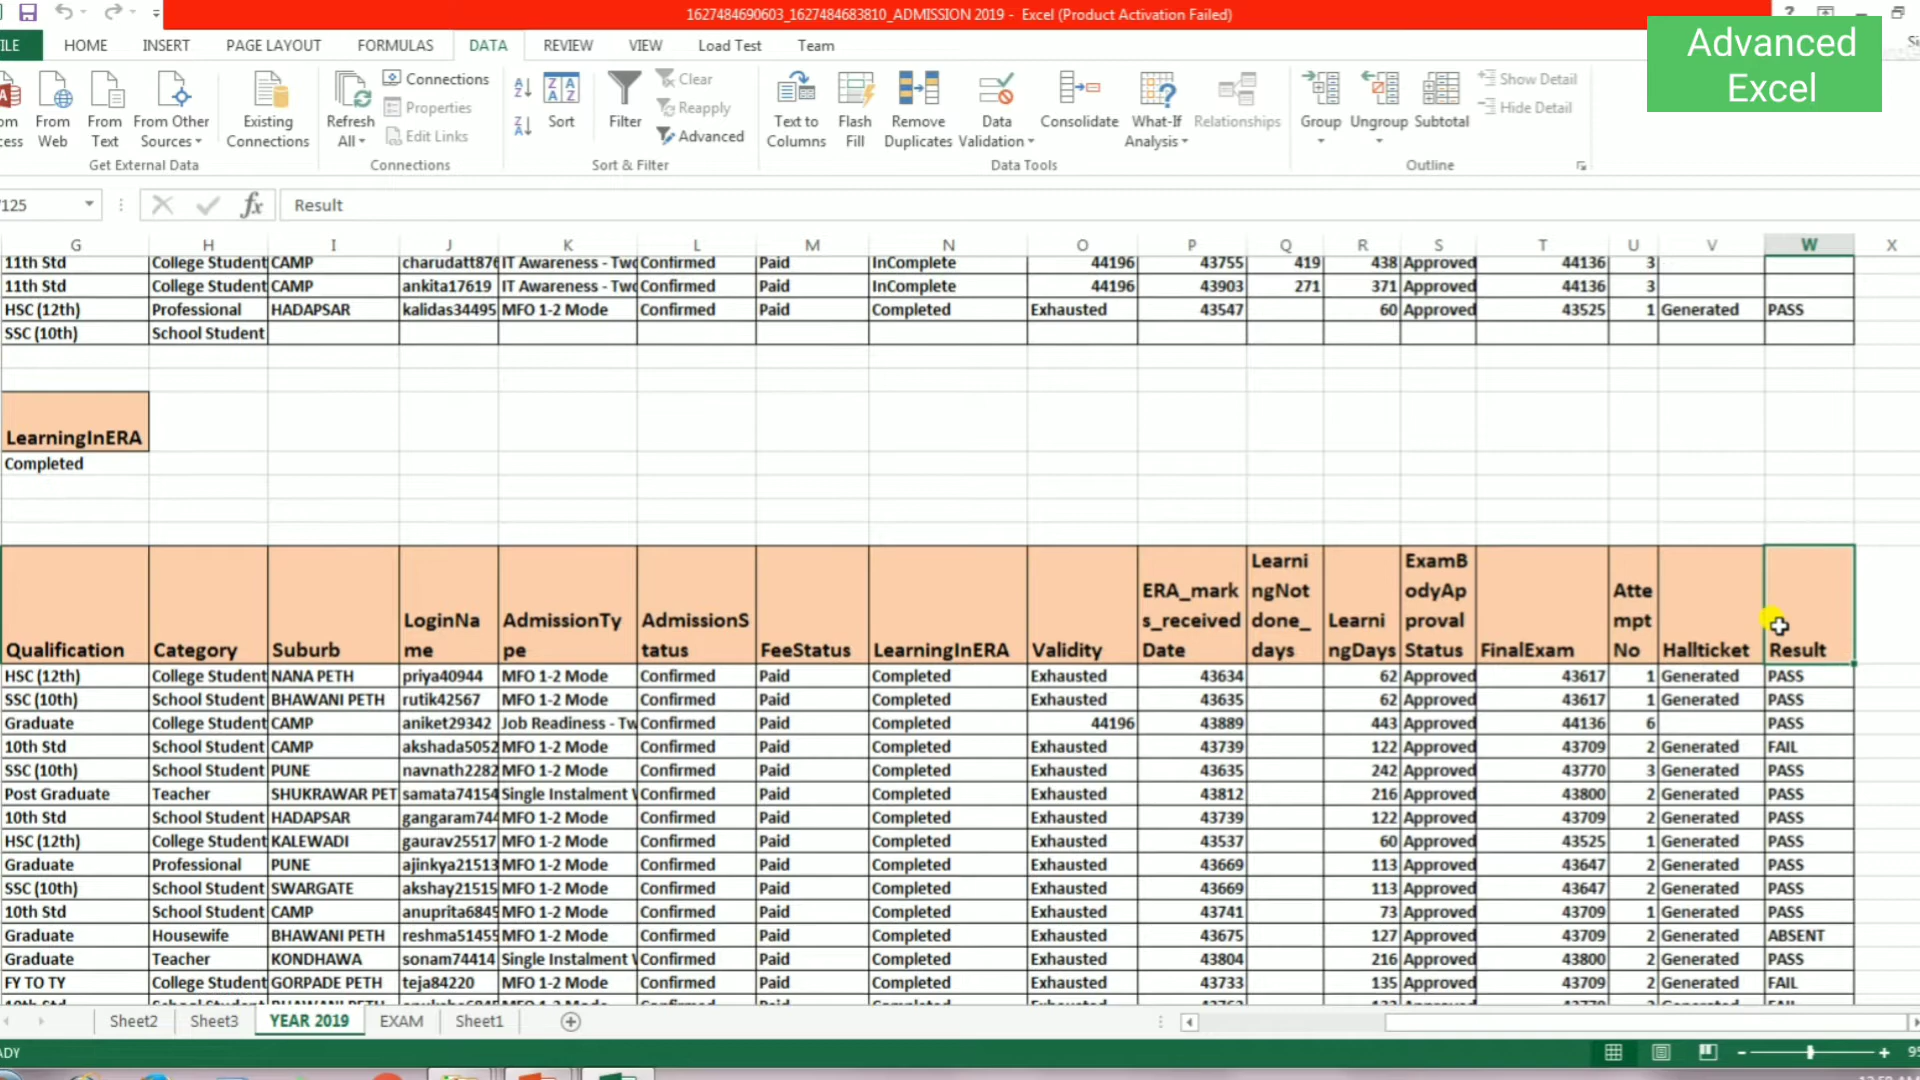 1627484690603_1627484683810_ADMISSION 2019 - Excel (Product Activation Failed)
?
Advanced
Excel
HOME INSERT PAGE LAYOUT FORMULAS DATA REVIEW VIEW Load Test Team
From Web
From Text
From Other Sources
Existing Connections
Refresh All
Connections
Properties
Edit Links
Sort
Filter
Clear
Reapply
Advanced
Text to Columns
Flash Fill
Remove Duplicates
Data Validation
Consolidate
What-If Analysis
Relationships
Group
Ungroup
Subtotal
Show Detail
Hide Detail
Get External Data Connections Sort & Filter Data Tools Outline
125 fx Result
G H I J K L M N O P Q R S T U V W X
11th Std College Student CAMP charudatt876 IT Awareness - Two Confirmed Paid InComplete 44196 43755 419 438 Approved 44136 3
11th Std College Student CAMP ankita17619 IT Awareness - Two Confirmed Paid InComplete 44196 43903 271 371 Approved 44136 3
HSC (12th) Professional HADAPSAR kalidas34495 MFO 1-2 Mode Confirmed Paid Completed Exhausted 43547 60 Approved 43525 1 Generated PASS
SSC (10th) School Student
LearningInERA
Completed
Qualification Category Suburb LoginName AdmissionType AdmissionStatus FeeStatus LearningInERA Validity ERA_marks_received Date LearningNotdone_days LearningDays ExamBodyApproval Status FinalExam Attempt No Hallticket Result
HSC (12th) College Student NANA PETH priya40944 MFO 1-2 Mode Confirmed Paid Completed Exhausted 43634 62 Approved 43617 1 Generated PASS
SSC (10th) School Student BHAWANI PETH rutik42567 MFO 1-2 Mode Confirmed Paid Completed Exhausted 43635 62 Approved 43617 1 Generated PASS
Graduate College Student CAMP aniket29342 Job Readiness - Tw Confirmed Paid Completed 44196 43889 443 Approved 44136 6 PASS
10th Std School Student CAMP akshada5052 MFO 1-2 Mode Confirmed Paid Completed Exhausted 43739 122 Approved 43709 2 Generated FAIL
SSC (10th) School Student PUNE navnath2282 MFO 1-2 Mode Confirmed Paid Completed Exhausted 43635 242 Approved 43770 3 Generated PASS
Post Graduate Teacher SHUKRAWAR PET samata74154 Single Instalment Confirmed Paid Completed Exhausted 43812 216 Approved 43800 2 Generated PASS
10th Std School Student HADAPSAR gangaram744 MFO 1-2 Mode Confirmed Paid Completed Exhausted 43739 122 Approved 43709 2 Generated PASS
HSC (12th) College Student KALEWADI gaurav25517 MFO 1-2 Mode Confirmed Paid Completed Exhausted 43537 60 Approved 43525 1 Generated PASS
Graduate Professional PUNE ajinkya21513 MFO 1-2 Mode Confirmed Paid Completed Exhausted 43669 113 Approved 43647 2 Generated PASS
SSC (10th) School Student SWARGATE akshay21515 MFO 1-2 Mode Confirmed Paid Completed Exhausted 43669 113 Approved 43647 2 Generated PASS
10th Std School Student CAMP anuprita6845 MFO 1-2 Mode Confirmed Paid Completed Exhausted 43741 73 Approved 43709 1 Generated PASS
Graduate Housewife BHAWANI PETH reshma51455 MFO 1-2 Mode Confirmed Paid Completed Exhausted 43675 127 Approved 43709 2 Generated ABSENT
Graduate Teacher KONDHAWA sonam74414 Single Instalment Confirmed Paid Completed Exhausted 43804 216 Approved 43800 2 Generated PASS
FY TO TY College Student GORPADE PETH teja84220 MFO 1-2 Mode Confirmed Paid Completed Exhausted 43733 135 Approved 43709 2 Generated FAIL
Sheet2 Sheet3 YEAR 2019 EXAM Sheet1